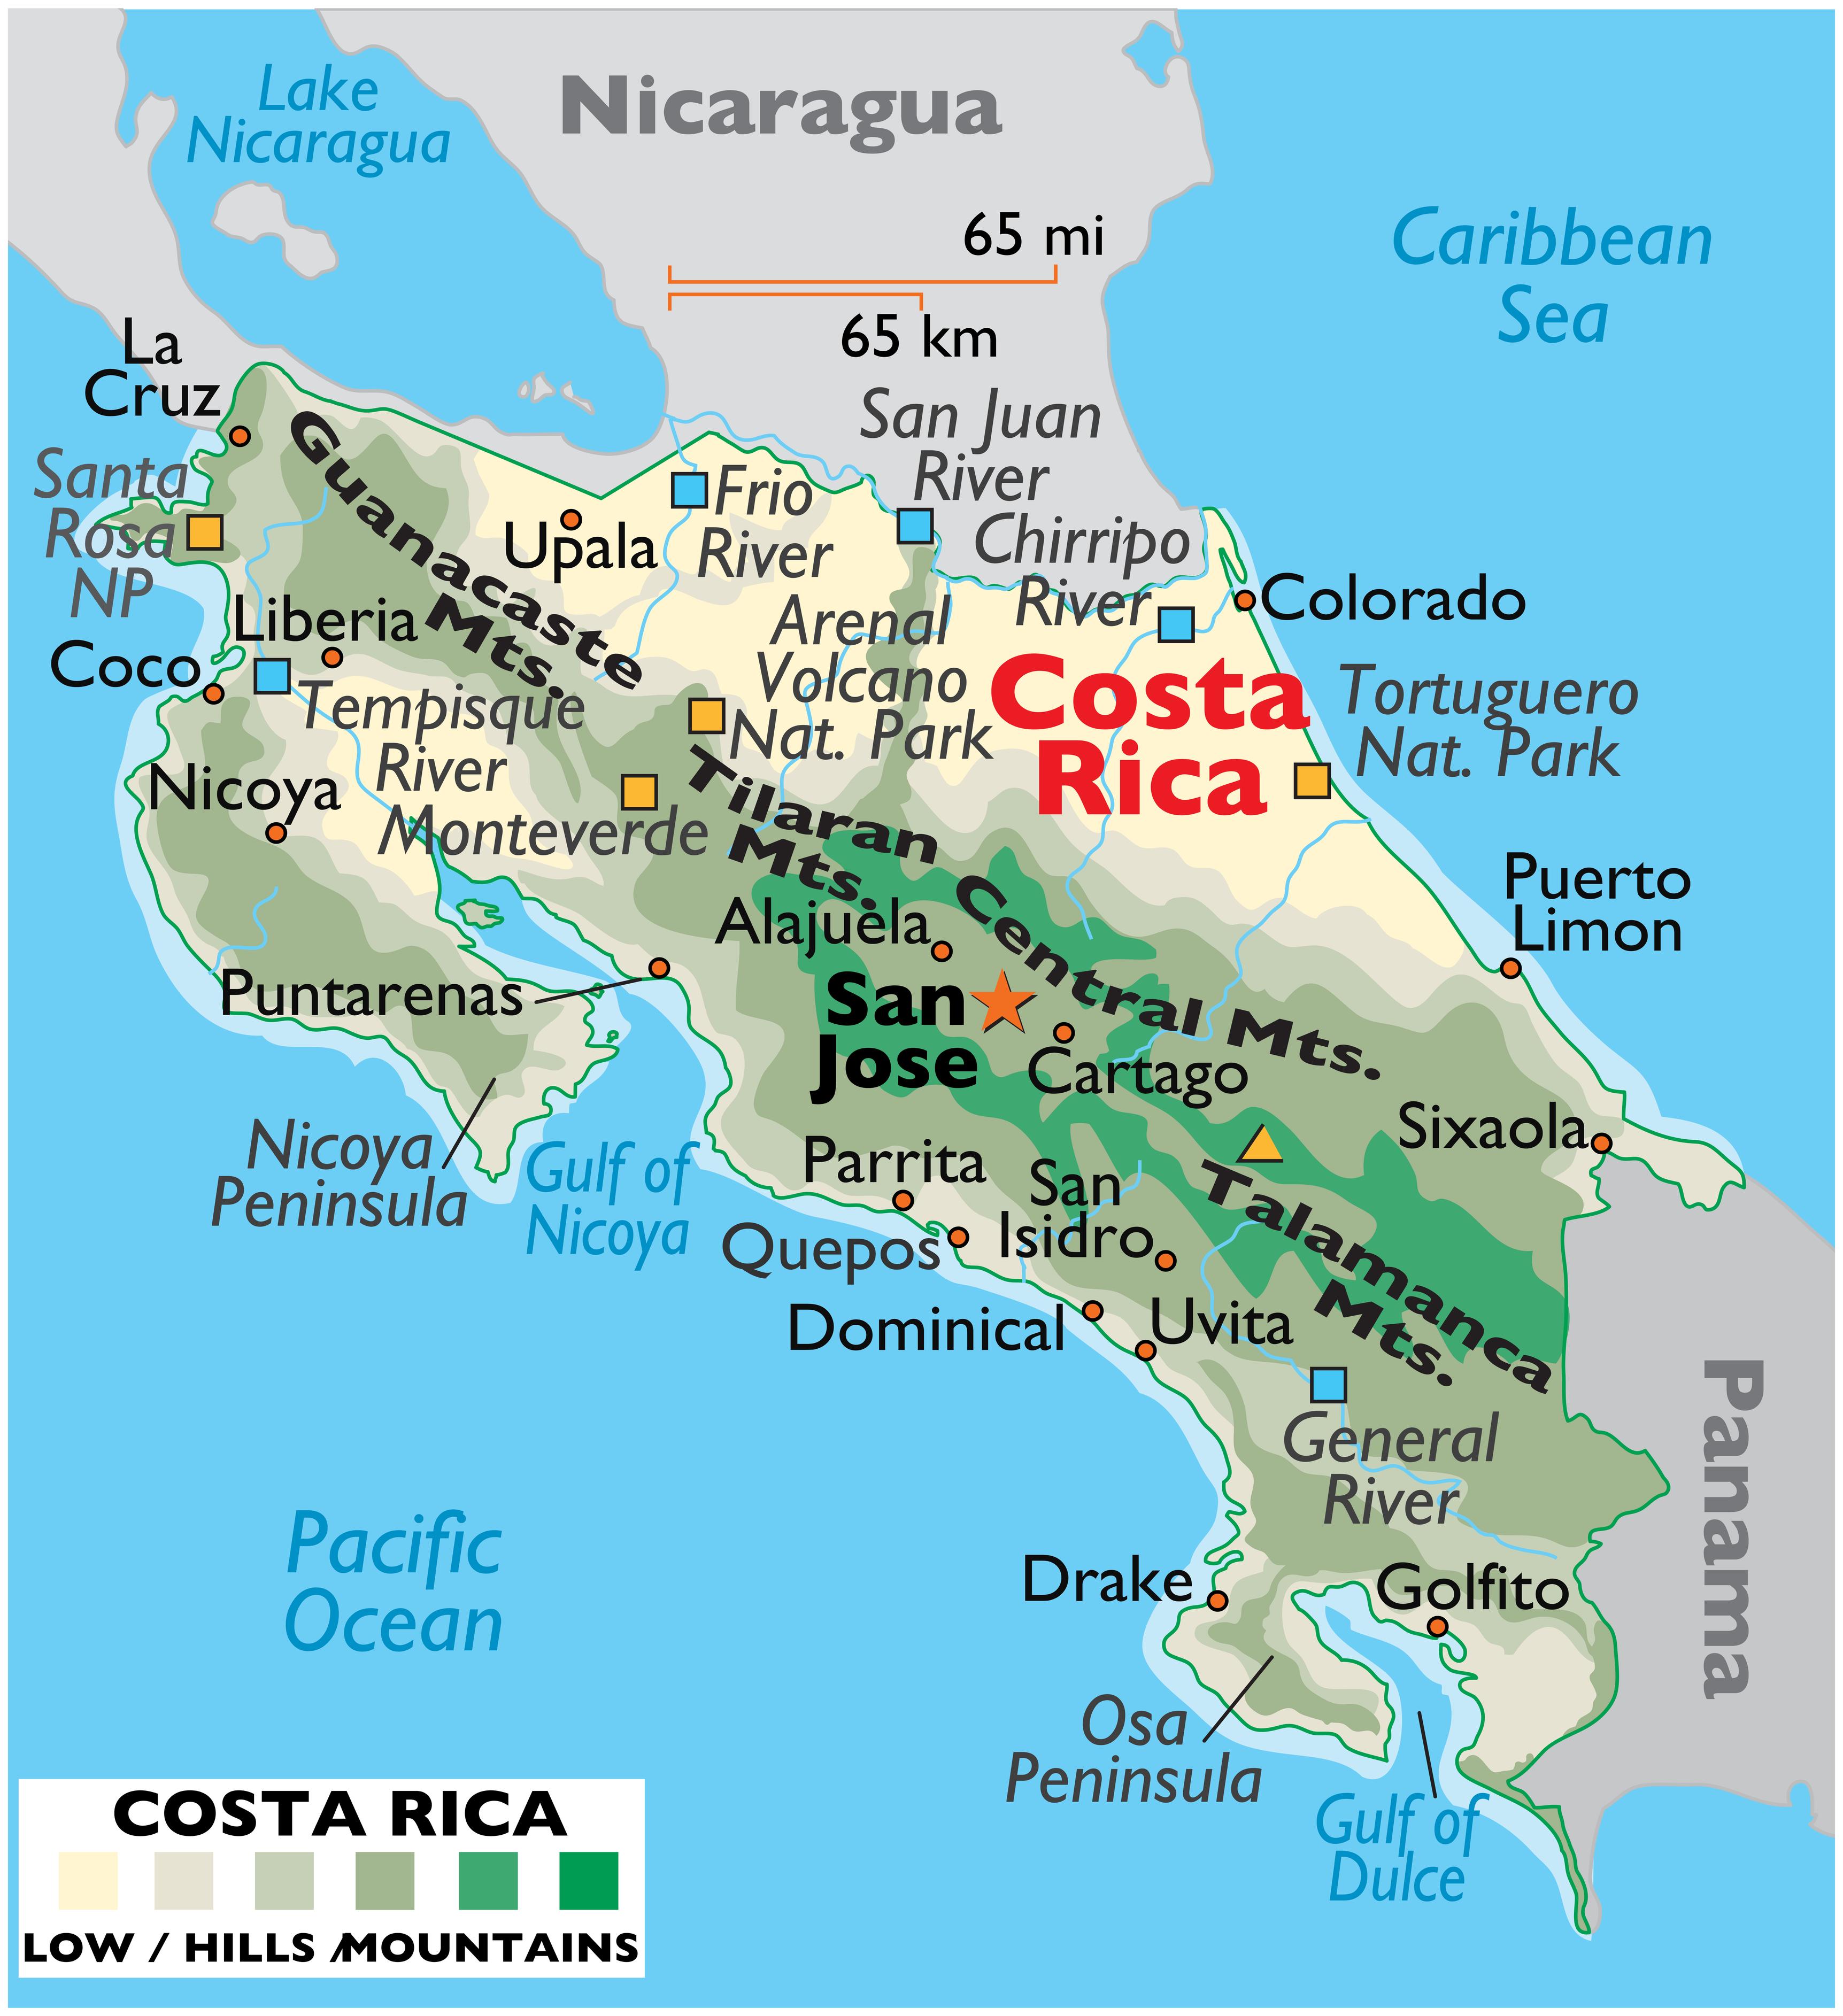 Lake
Nicaragua
Nicaragua
65 mi
65 km
Caribbean
Sea
La
Cruz
San Juan
River
Santa
Rosa
NP
Guanacaste
Mts.
Upala
Frio
River
Chirripo
River
Colorado
Liberia
Coco
Arenal
Volcano
Nat. Park
Costa
Rica
Tortuguero
Nat. Park
Tempisque
River
Nicoya
Monteverde
Tilaran
Mts.
Puerto
Limon
Alajuela
Central Mts.
San
Jose
Puntarenas
Cartago
Sixaola
Nicoya
Peninsula
Gulf of
Nicoya
Parrita
San
Isidro
Talamanca
Mts.
Quepos
Dominical
Uvita
General
River
Panama
Pacific
Ocean
Drake
Golfito
Osa
Peninsula
Gulf of
Dulce
COSTA RICA
LOW / HILLS /MOUNTAINS